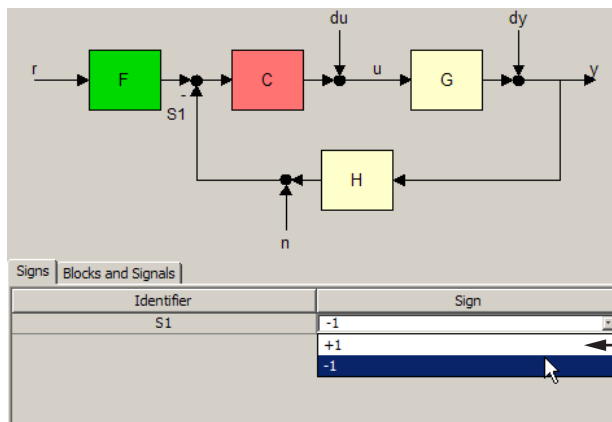 du
dy
r
F
C
u
G
y
-
S1
H
n
Signs
Blocks and Signals
Identifier
Sign
S1
-1
+1
-1